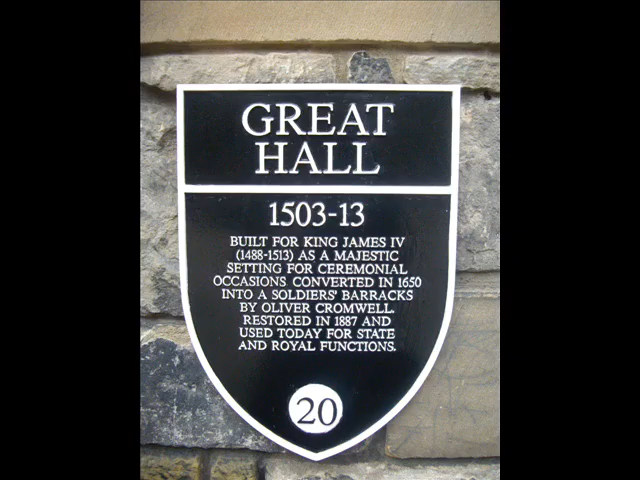 GREAT
HALL
1503-13
BUILT FOR KING JAMES IV
(1488-1513) AS A MAJESTIC
SETTING FOR CEREMONIAL
OCCASIONS. CONVERTED IN 1650
INTO A SOLDIERS' BARRACKS
BY OLIVER CROMWELL.
RESTORED IN 1887 AND
USED TODAY FOR STATE
AND ROYAL FUNCTIONS.
20